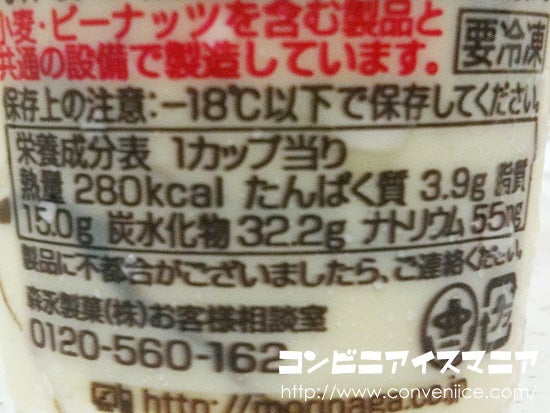 小麦・ピーナッツを含む製品と
共通の設備で製造しています。
要冷凍
保存上の注意:−18℃以下で保存してください。
栄養成分表 1カップ当り
熱量 280kcal たんぱく質 3.9g 脂質
15.0g 炭水化物 32.2g ナトリウム 55mg
製品に不都合がございましたら、ご連絡ください。
森永製菓(株)お客様相談室
0120-560-162
コンビニアイスマニア
http://www.conveniice.com/